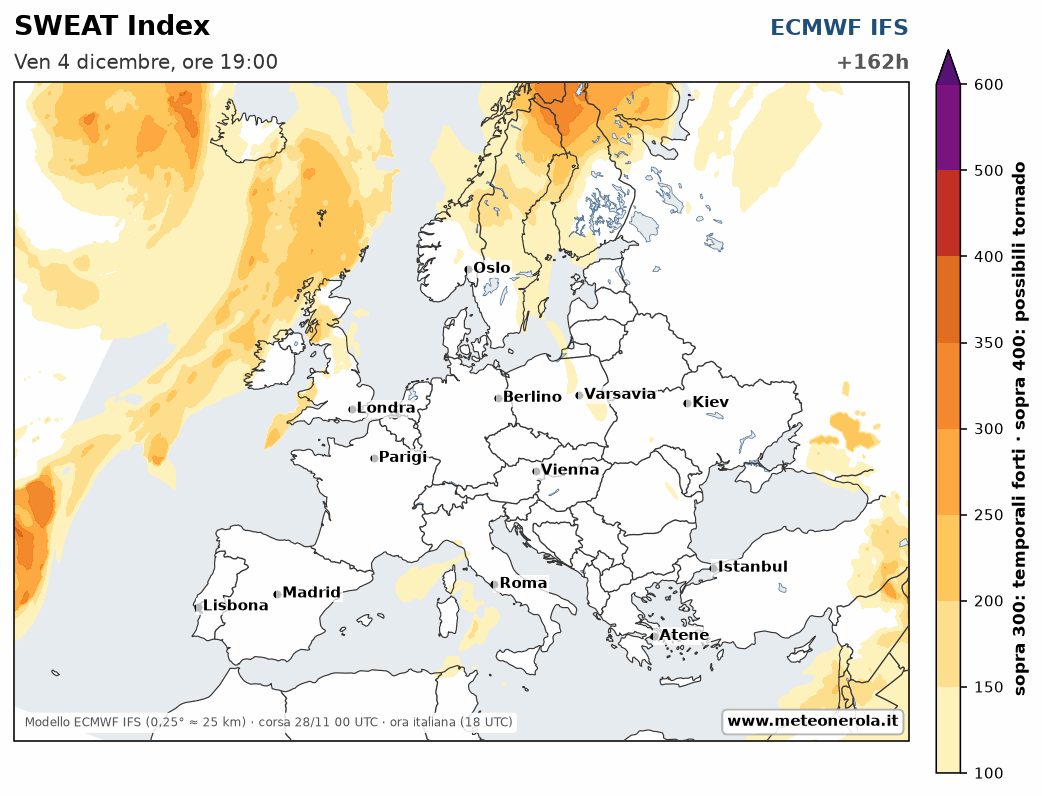 SWEAT Index
ECMWF IFS
Ven 4 dicembre, ore 19:00
+162h
600
500
400
350
300
250
200
150
100
sopra 300: temporali forti · sopra 400: possibili tornado
Oslo
Berlino
Varsavia
Kiev
Londra
Parigi
Vienna
Istanbul
Roma
Madrid
Lisbona
Atene
Modello ECMWF IFS (0,25° ≈ 25 km) · corsa 28/11 00 UTC · ora italiana (18 UTC)
www.meteonerola.it